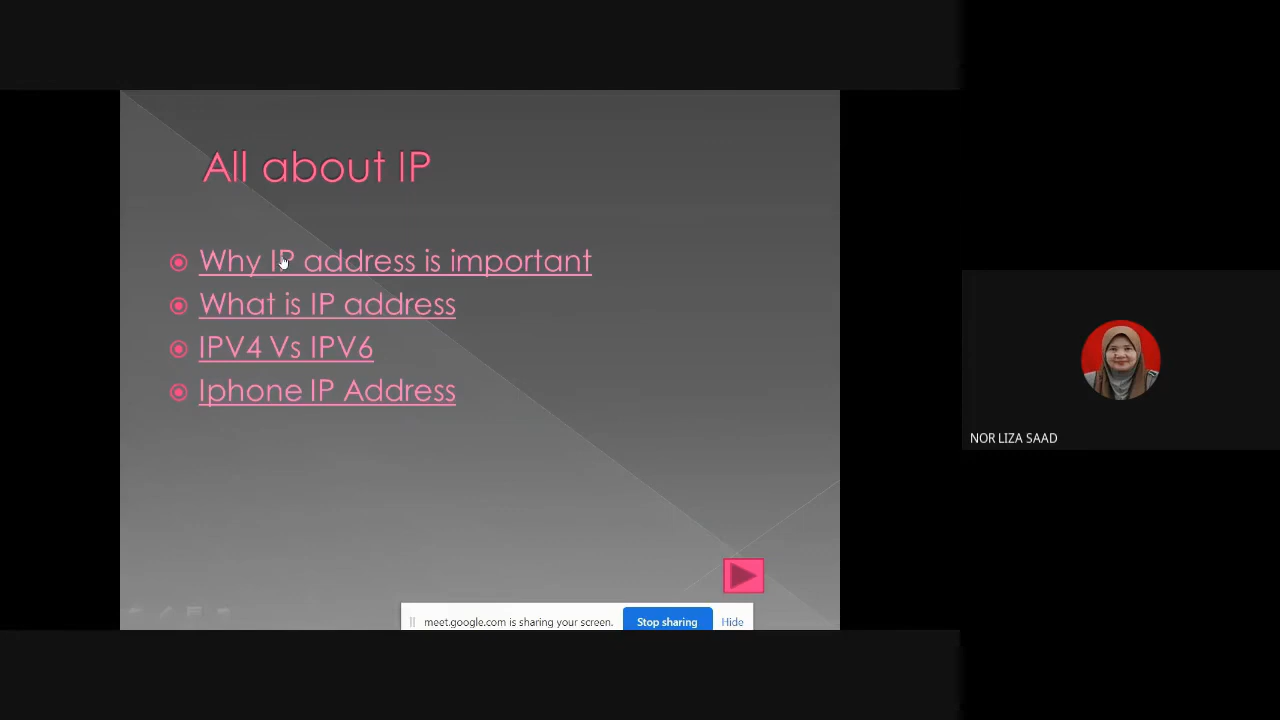 All about IP
Why IP address is important
What is IP address
IPV4 Vs IPV6
Iphone IP Address
meet.google.com is sharing your screen. Stop sharing Hide
NOR LIZA SAAD